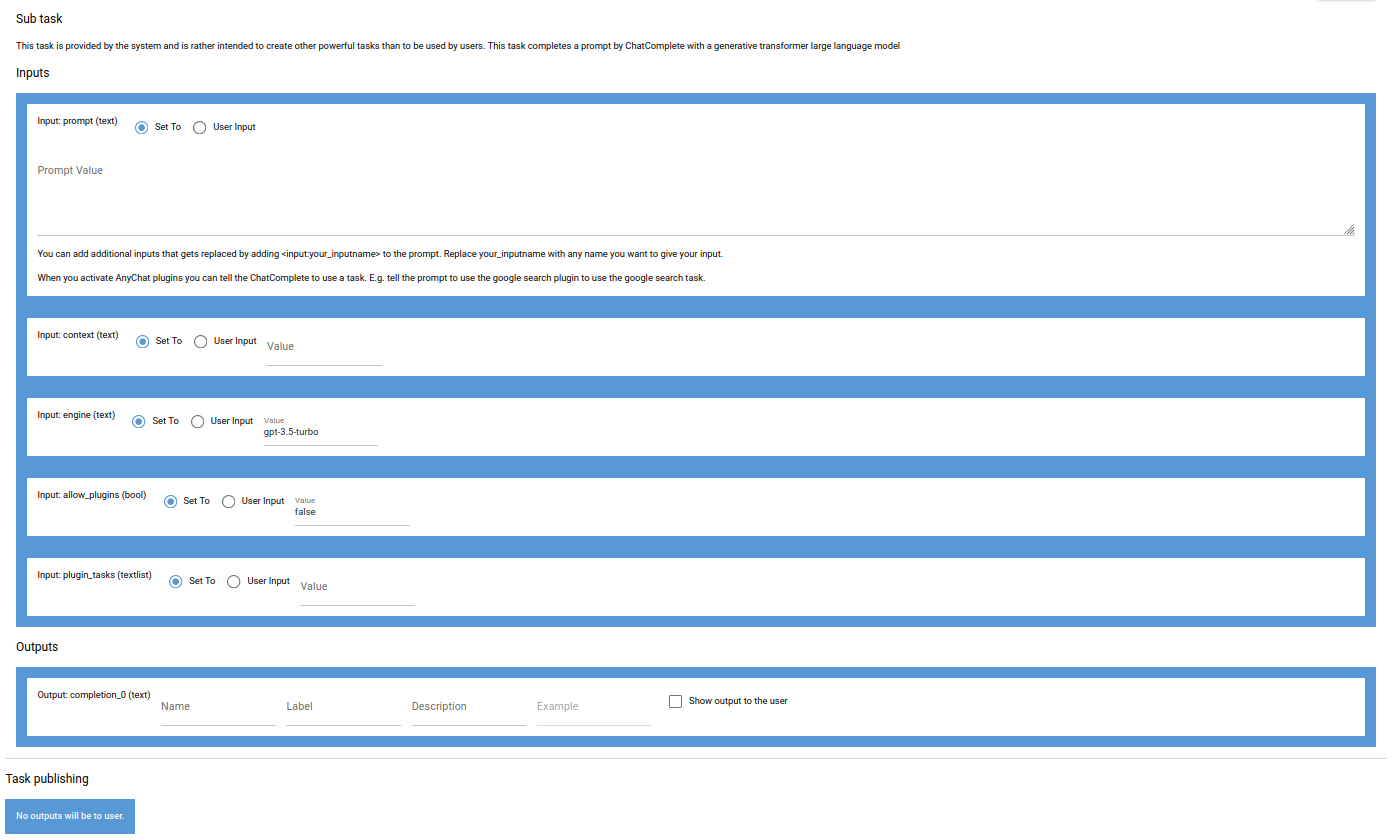 Sub task
This task is provided by the system and is rather intended to create other powerful tasks than to be used by users. This task completes a prompt by ChatComplete with a generative transformer large language model
Inputs
Input: prompt (text) Set To User Input
Prompt Value
You can add additional inputs that gets replaced by adding <input:your_inputname> to the prompt. Replace your_inputname with any name you want to give your input.
When you activate AnyChat plugins you can tell the ChatComplete to use a task. E.g. tell the prompt to use the google search plugin to use the google search task.
Input: context (text) Set To User Input Value
Input: engine (text) Set To User Input Value
gpt-3.5-turbo
Input: allow_plugins (bool) Set To User Input Value
false
Input: plugin_tasks (textlist) Set To User Input Value
Outputs
Output: completion_0 (text) Name Label Description Example Show output to the user
Task publishing
No outputs will be to user.